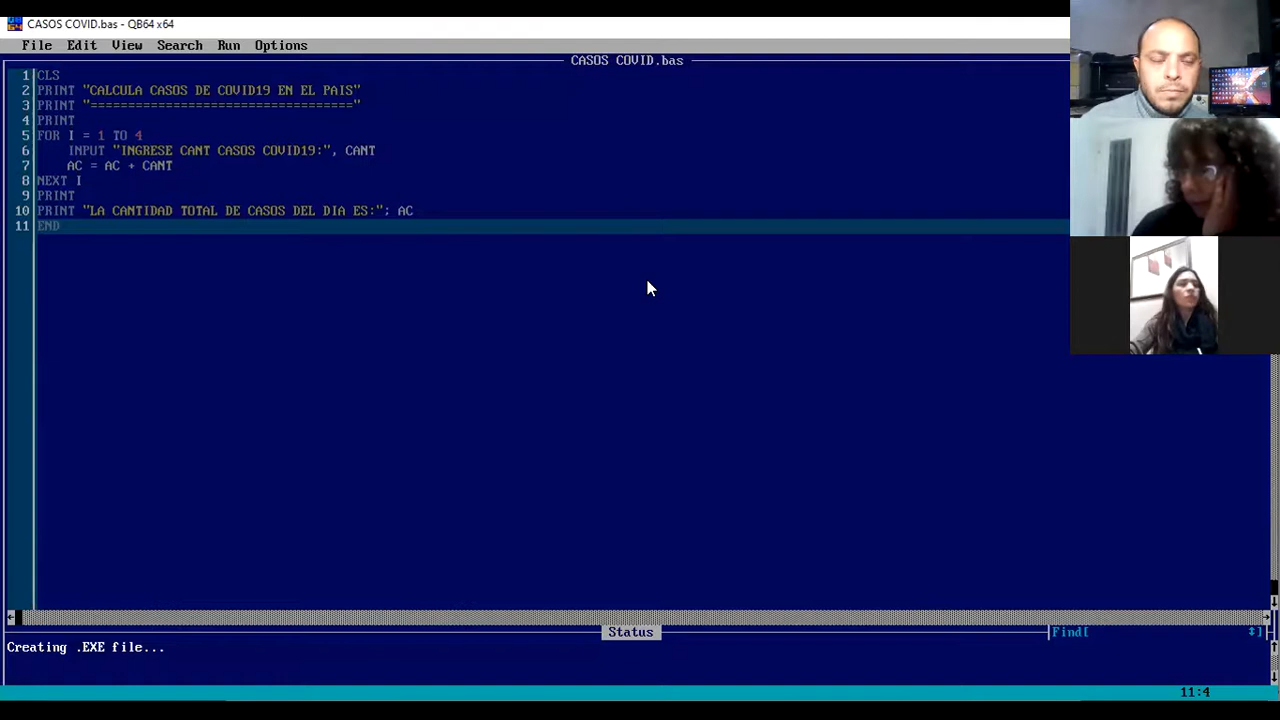 CASOS COVID.bas - QB64 x64
File Edit View Search Run Options
CASOS COVID.bas
1 CLS
2 PRINT "CALCULA CASOS DE COVID19 EN EL PAIS"
3 PRINT "==================================="
4 PRINT
5 FOR I = 1 TO 4
6 INPUT "INGRESE CANT CASOS COVID19:", CANT
7 AC = AC + CANT
8 NEXT I
9 PRINT
10 PRINT "LA CANTIDAD TOTAL DE CASOS DEL DIA ES:"; AC
11 END
Status
Find[ ]
Creating .EXE file...
11:4